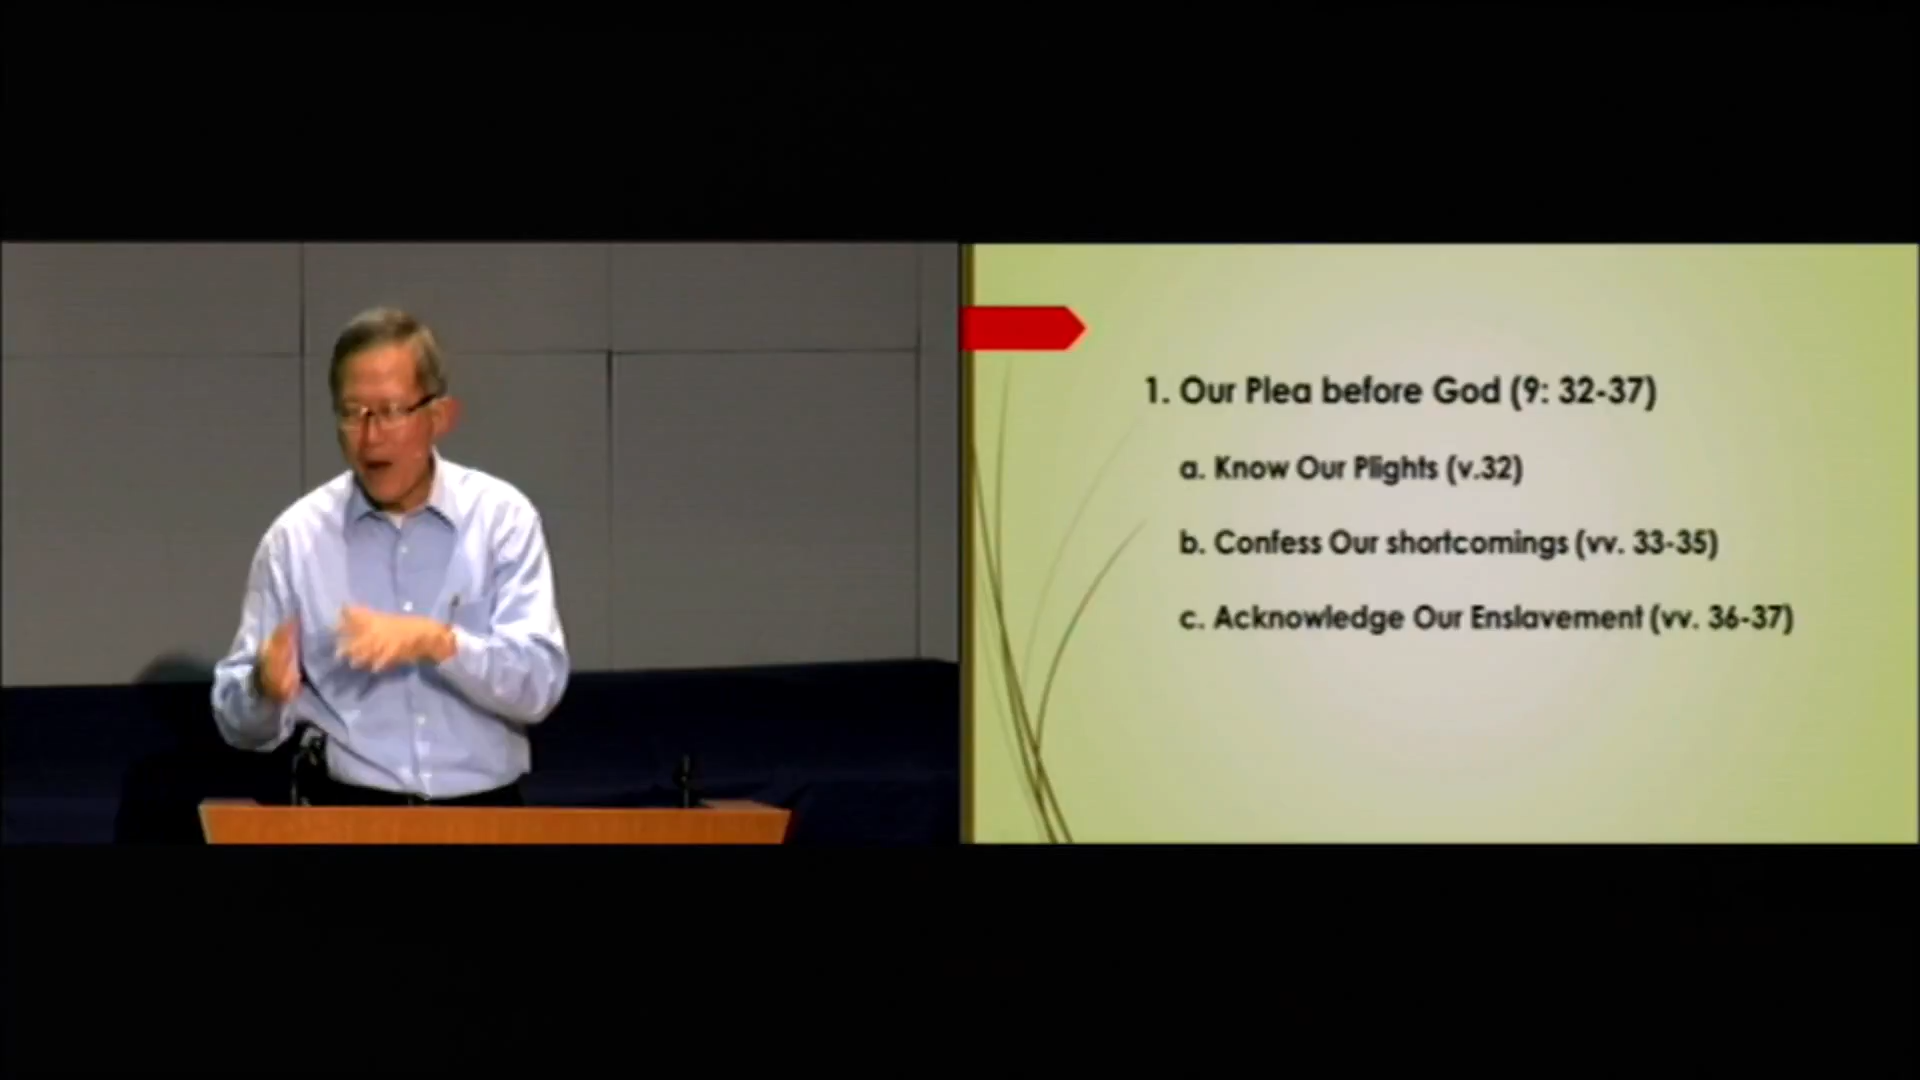 1. Our Plea before God (9: 32-37)
a. Know Our Plights (v.32)
b. Confess Our shortcomings (vv. 33-35)
c. Acknowledge Our Enslavement (vv. 36-37)